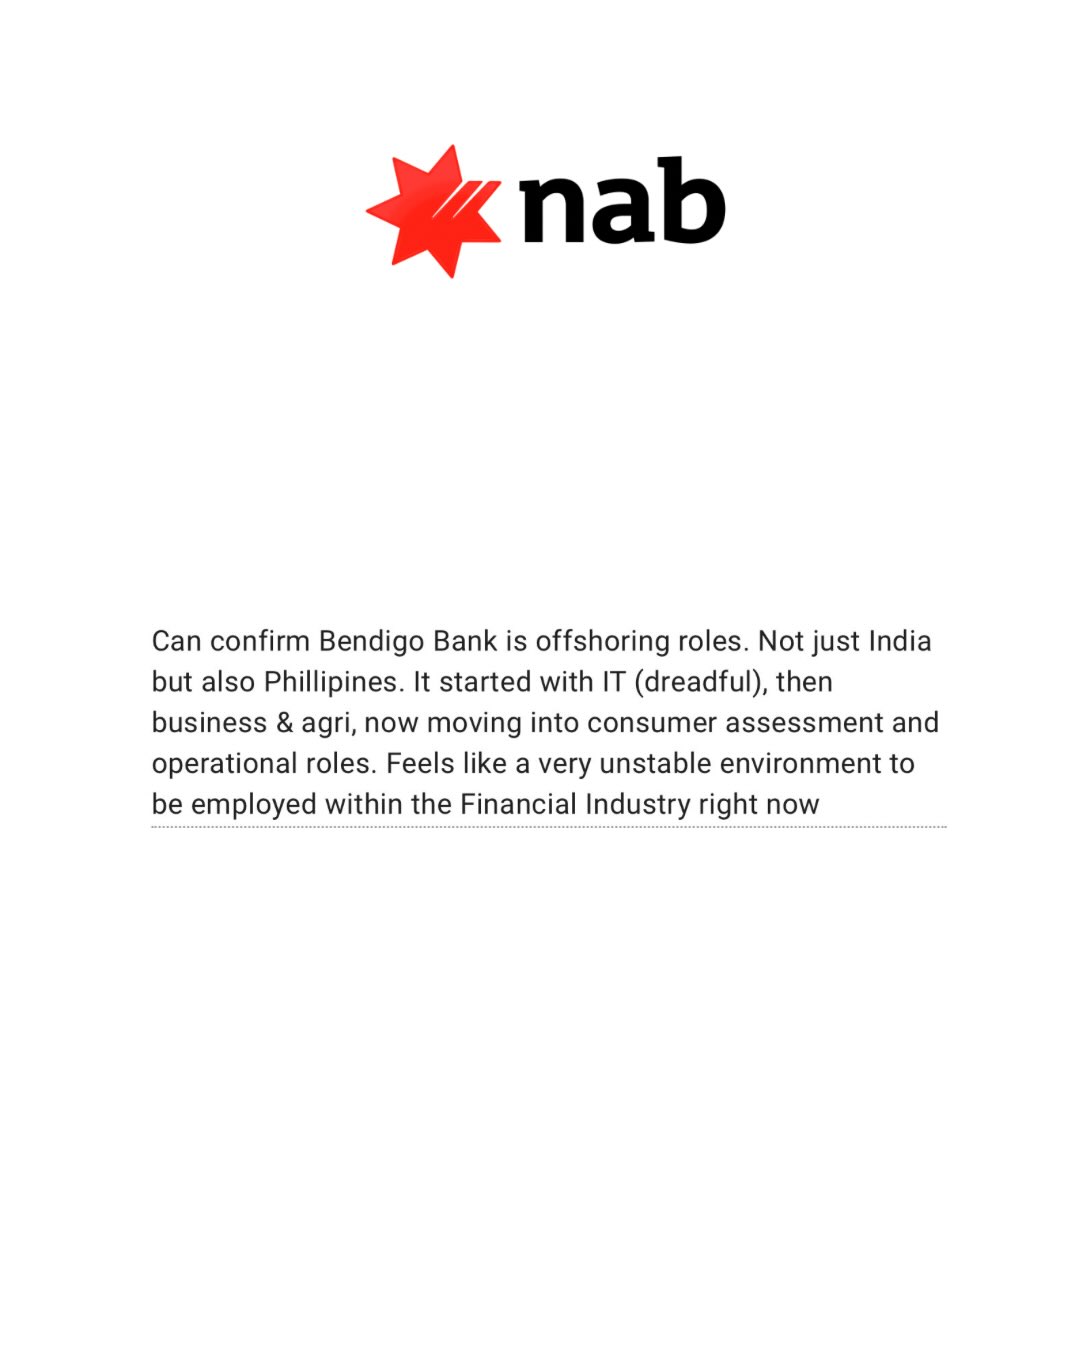 nab
Can confirm Bendigo Bank is offshoring roles. Not just India
but also Phillipines. It started with IT (dreadful), then
business & agri, now moving into consumer assessment and
operational roles. Feels like a very unstable environment to
be employed within the Financial Industry right now